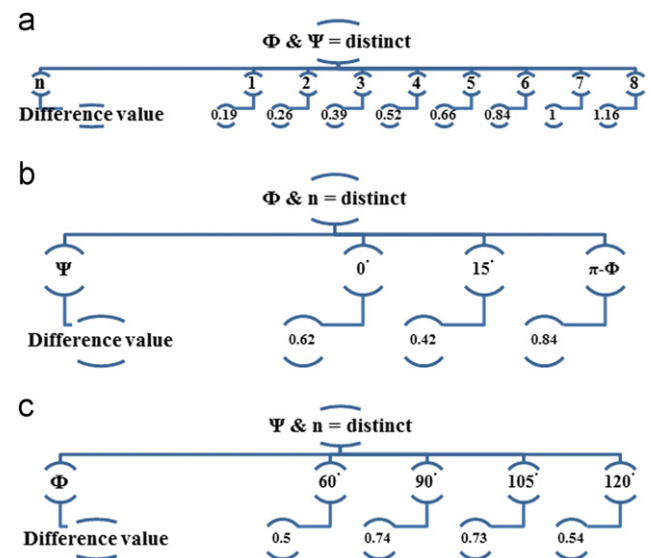 a
Φ & Ψ = distinct
n 1 2 3 4 5 6 7 8
Difference value 0.19 0.26 0.39 0.52 0.66 0.84 1 1.16
b
Φ & n = distinct
Ψ 0˙ 15˙ π-Φ
Difference value 0.62 0.42 0.84
c
Ψ & n = distinct
Φ 60˙ 90˙ 105˙ 120˙
Difference value 0.5 0.74 0.73 0.54